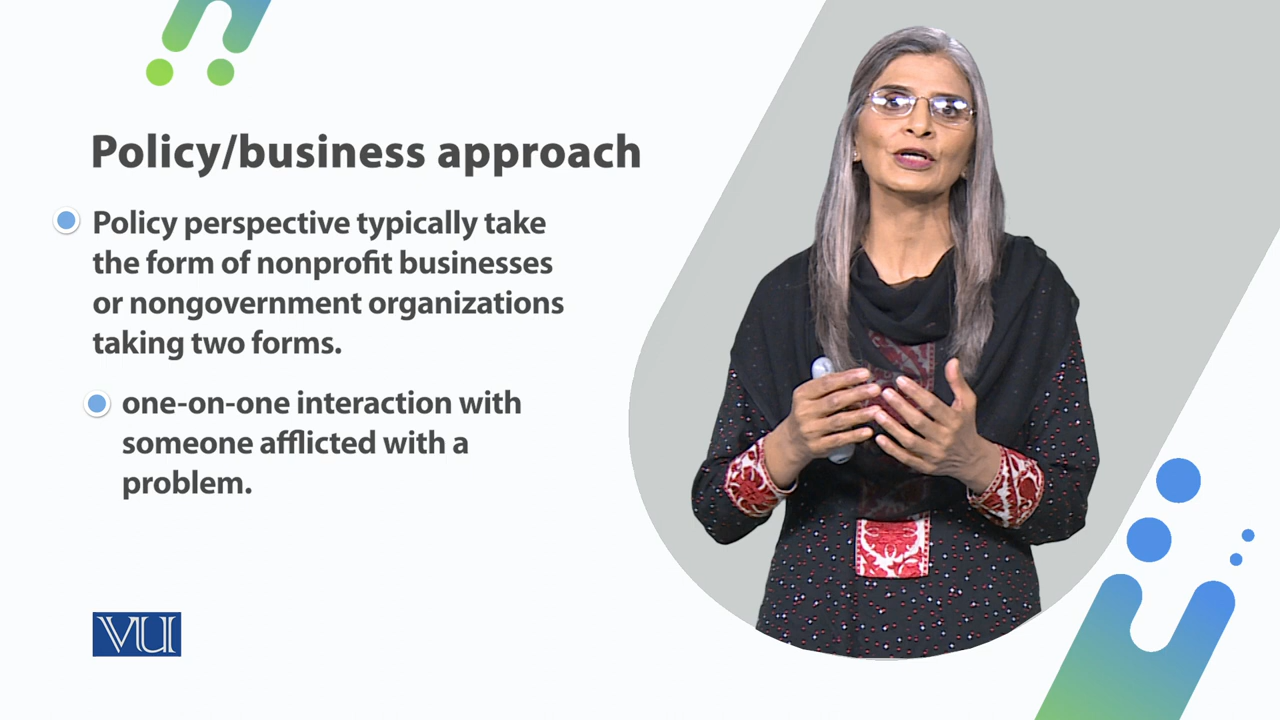 Policy/business approach
Policy perspective typically take
the form of nonprofit businesses
or nongovernment organizations
taking two forms.
one-on-one interaction with
someone afflicted with a
problem.
VU